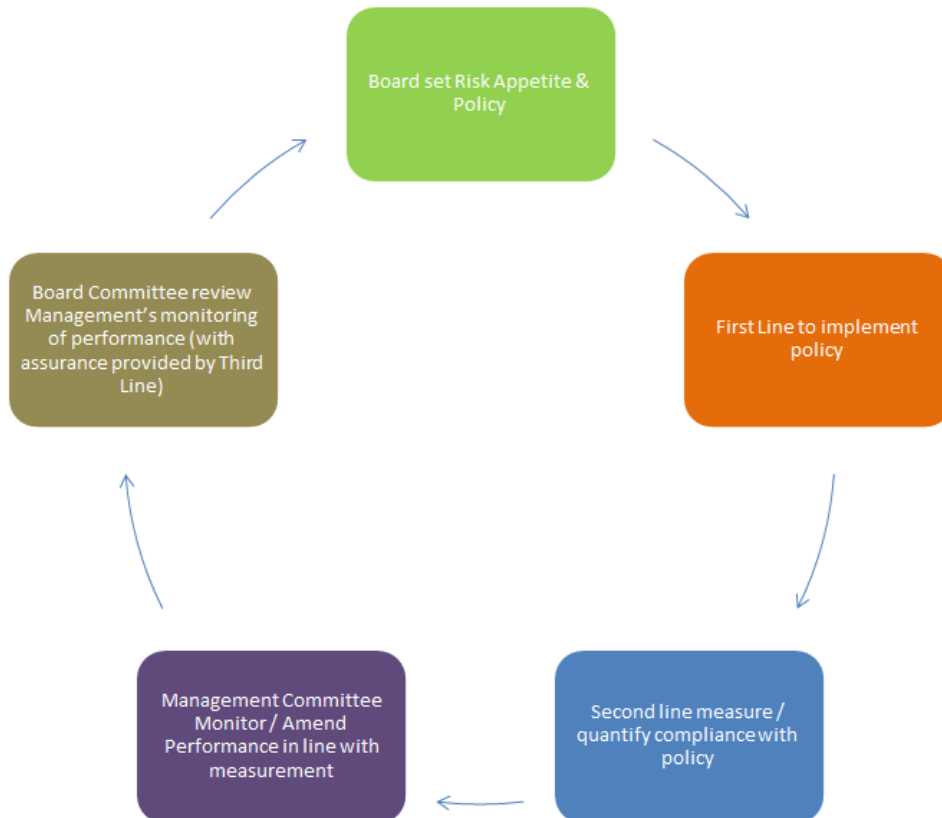 Board set Risk Appetite &
Policy
First Line to implement
policy
Second line measure /
quantify compliance with
policy
Management Committee
Monitor / Amend
Performance in line with
measurement
Board Committee review
Management's monitoring
of performance (with
assurance provided by Third
Line)